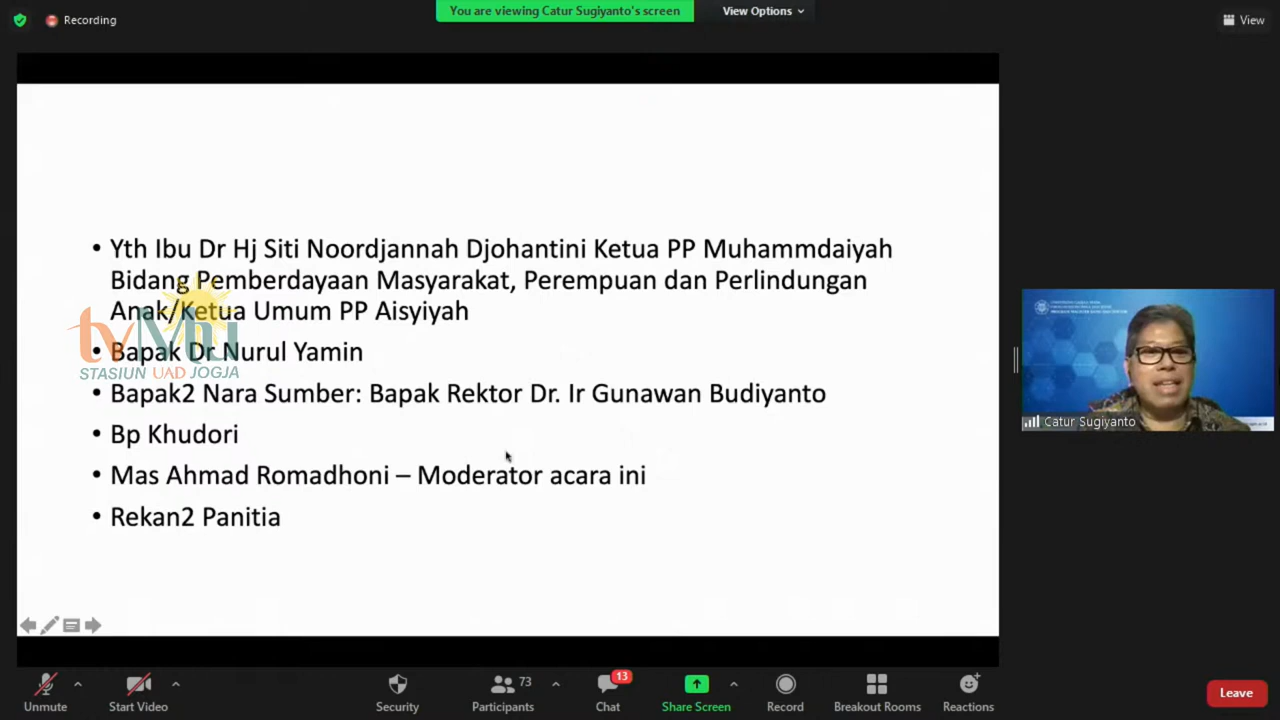 Recording
You are viewing Catur Sugiyanto's screen
View Options
View
• Yth Ibu Dr Hj Siti Noordjannah Djohantini Ketua PP Muhammdaiyah
Bidang Pemberdayaan Masyarakat, Perempuan dan Perlindungan
Anak/Ketua Umum PP Aisyiyah
• Bapak Dr Nurul Yamin
tvMu
STASIUN UAD JOGJA
• Bapak2 Nara Sumber: Bapak Rektor Dr. Ir Gunawan Budiyanto
• Bp Khudori
• Mas Ahmad Romadhoni – Moderator acara ini
• Rekan2 Panitia
Catur Sugiyanto
Unmute
Start Video
Security
73
Participants
13
Chat
Share Screen
Record
Breakout Rooms
Reactions
Leave